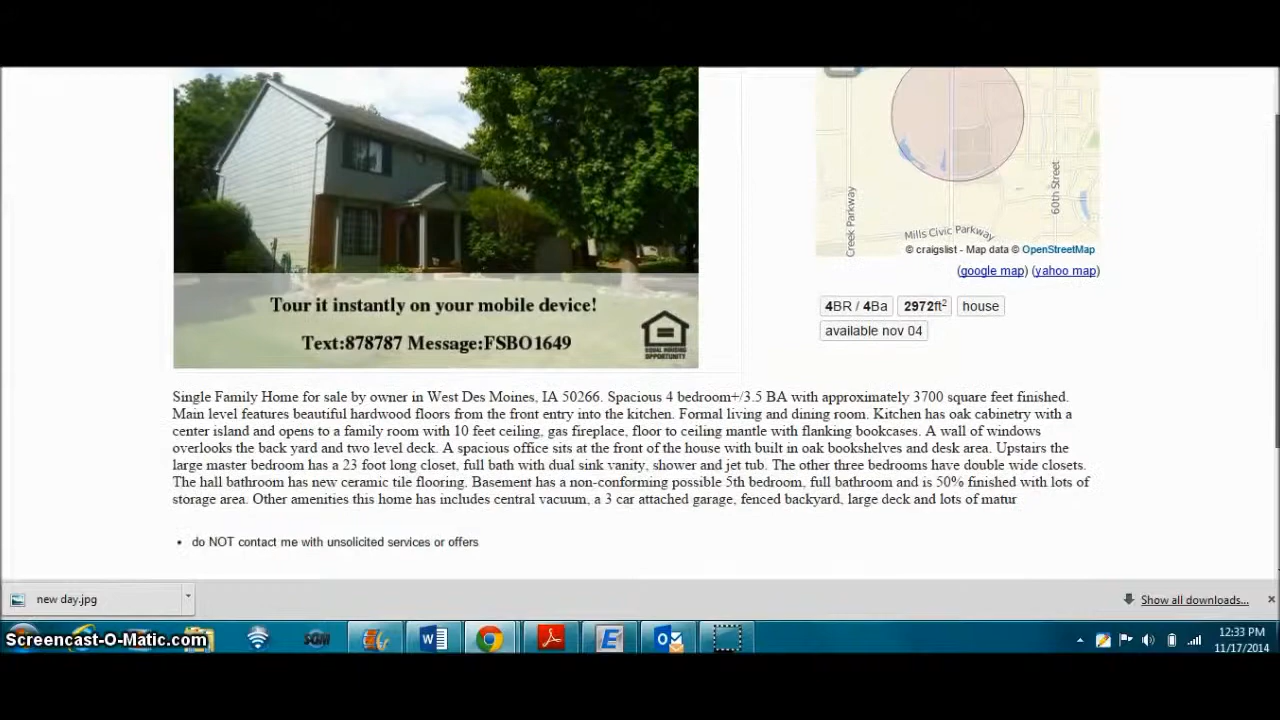 Creek Parkway
60th Street
Mills Civic Parkway
© craigslist - Map data © OpenStreetMap
(google map) (yahoo map)
Tour it instantly on your mobile device!
Text:878787 Message:FSBO1649
EQUAL HOUSING
OPPORTUNITY
4BR / 4Ba 2972ft² house
available nov 04
Single Family Home for sale by owner in West Des Moines, IA 50266. Spacious 4 bedroom+/3.5 BA with approximately 3700 square feet finished.
Main level features beautiful hardwood floors from the front entry into the kitchen. Formal living and dining room. Kitchen has oak cabinetry with a
center island and opens to a family room with 10 feet ceiling, gas fireplace, floor to ceiling mantle with flanking bookcases. A wall of windows
overlooks the back yard and two level deck. A spacious office sits at the front of the house with built in oak bookshelves and desk area. Upstairs the
large master bedroom has a 23 foot long closet, full bath with dual sink vanity, shower and jet tub. The other three bedrooms have double wide closets.
The hall bathroom has new ceramic tile flooring. Basement has a non-conforming possible 5th bedroom, full bathroom and is 50% finished with lots of
storage area. Other amenities this home has includes central vacuum, a 3 car attached garage, fenced backyard, large deck and lots of matur
• do NOT contact me with unsolicited services or offers
new day.jpg
Show all downloads...
Screencast-O-Matic.com
SGM
12:33 PM
11/17/2014